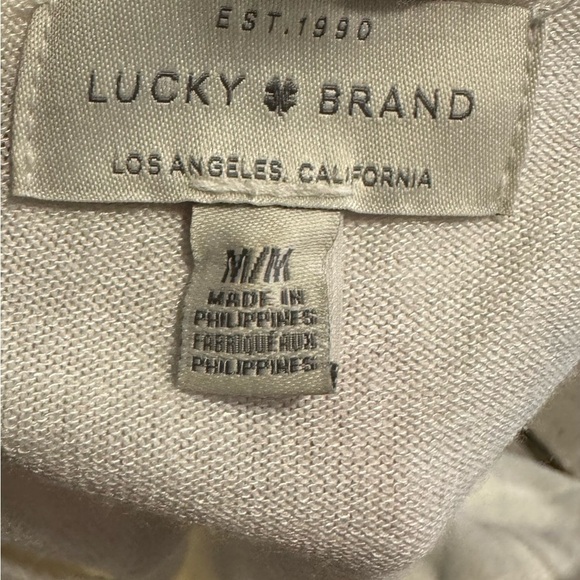 EST.1990
LUCKY BRAND
LOS ANGELES, CALIFORNIA
M/M
MADE IN
PHILIPPINES
FABRIQUÉ AUX
PHILIPPINES